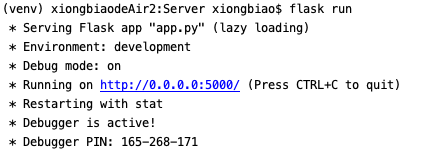 (venv) xiongbiaodeAir2:Server xiongbiao$ flask run
* Serving Flask app "app.py" (lazy loading)
* Environment: development
* Debug mode: on
* Running on http://0.0.0.0:5000/ (Press CTRL+C to quit)
* Restarting with stat
* Debugger is active!
* Debugger PIN: 165-268-171